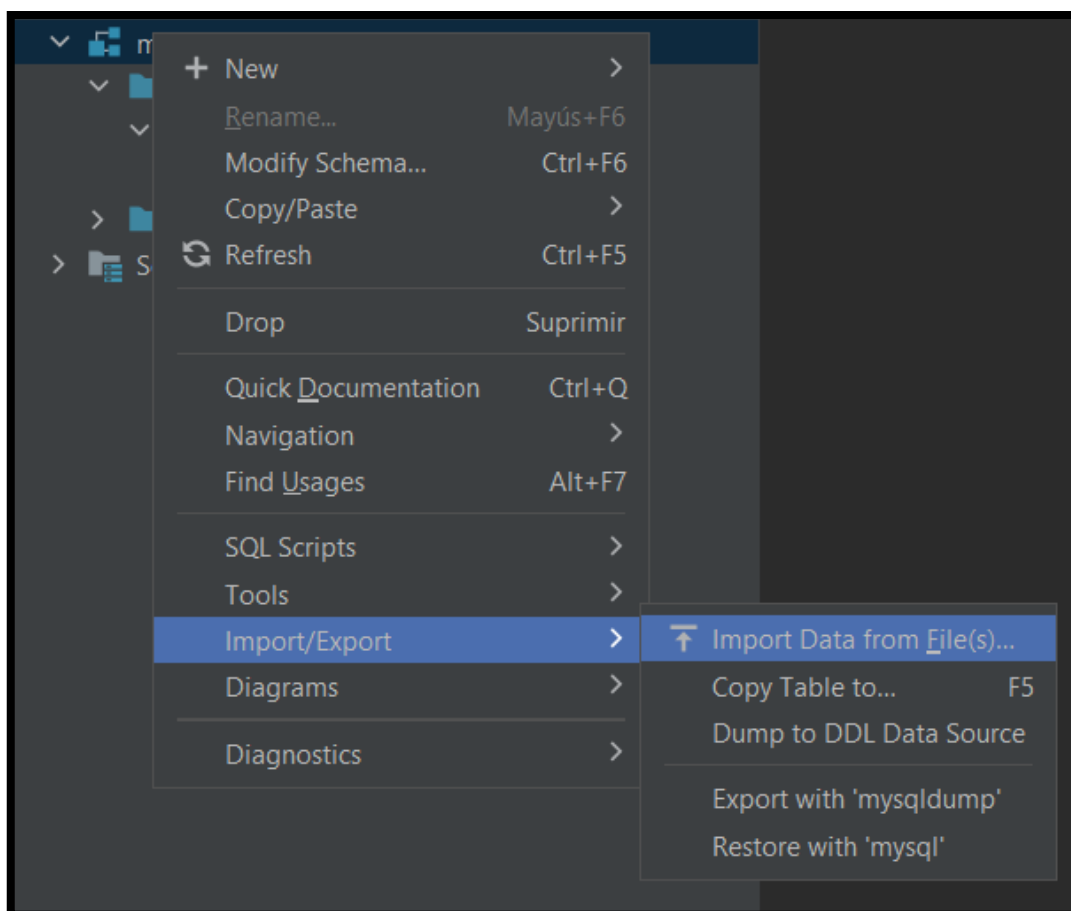 m
New
Rename... Mayús+F6
Modify Schema... Ctrl+F6
Copy/Paste
Refresh Ctrl+F5
S
Drop Suprimir
Quick Documentation Ctrl+Q
Navigation
Find Usages Alt+F7
SQL Scripts
Tools
Import/Export
Diagrams
Diagnostics
Import Data from File(s)...
Copy Table to... F5
Dump to DDL Data Source
Export with 'mysqldump'
Restore with 'mysql'